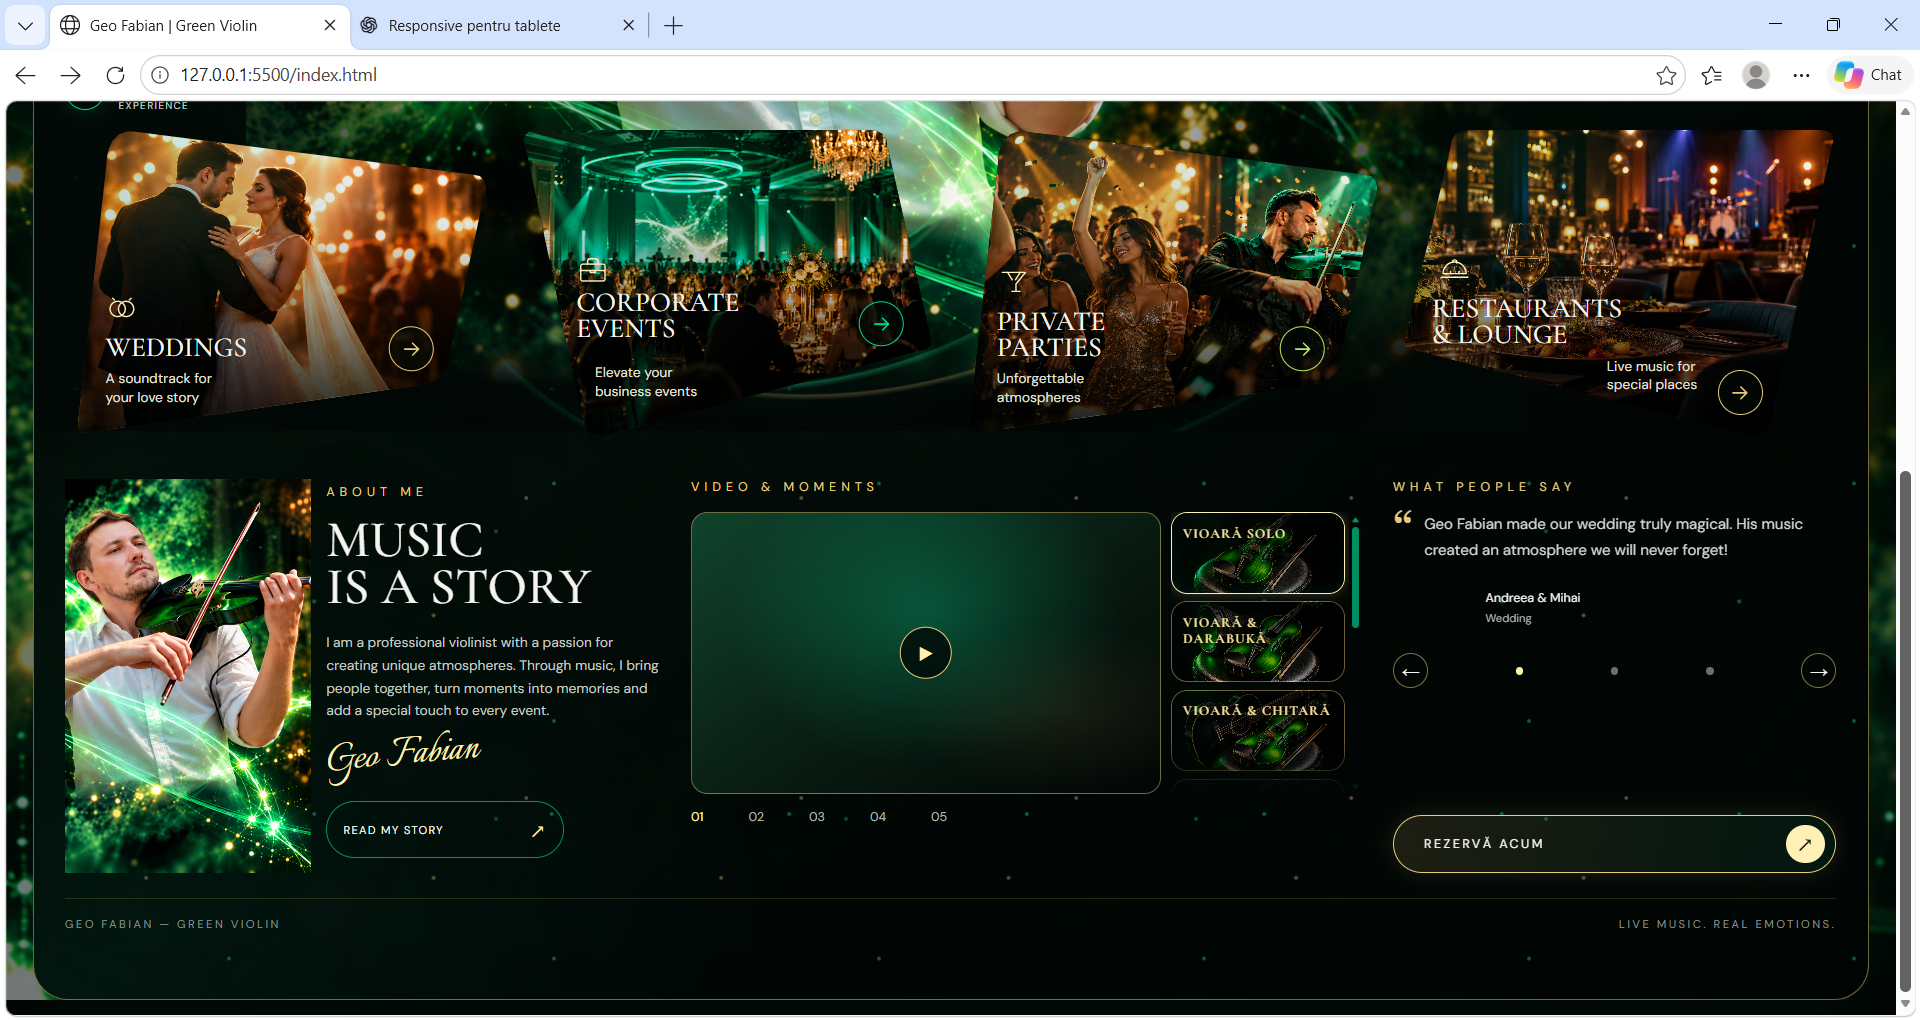 Geo Fabian | Green Violin
Responsive pentru tablete
127.0.0.1:5500/index.html
Chat
EXPERIENCE
WEDDINGS
A soundtrack for
your love story
CORPORATE
EVENTS
Elevate your
business events
PRIVATE
PARTIES
Unforgettable
atmospheres
RESTAURANTS
& LOUNGE
Live music for
special places
ABOUT ME
MUSIC
IS A STORY
I am a professional violinist with a passion for
creating unique atmospheres. Through music, I bring
people together, turn moments into memories and
add a special touch to every event.
Geo Fabian
READ MY STORY
VIDEO & MOMENTS
VIOARĂ SOLO
VIOARĂ &
DARABUKĂ
VIOARĂ & CHITARĂ
01 02 03 04 05
WHAT PEOPLE SAY
“ Geo Fabian made our wedding truly magical. His music
created an atmosphere we will never forget!
Andreea & Mihai
Wedding
REZERVĂ ACUM
GEO FABIAN — GREEN VIOLIN
LIVE MUSIC. REAL EMOTIONS.